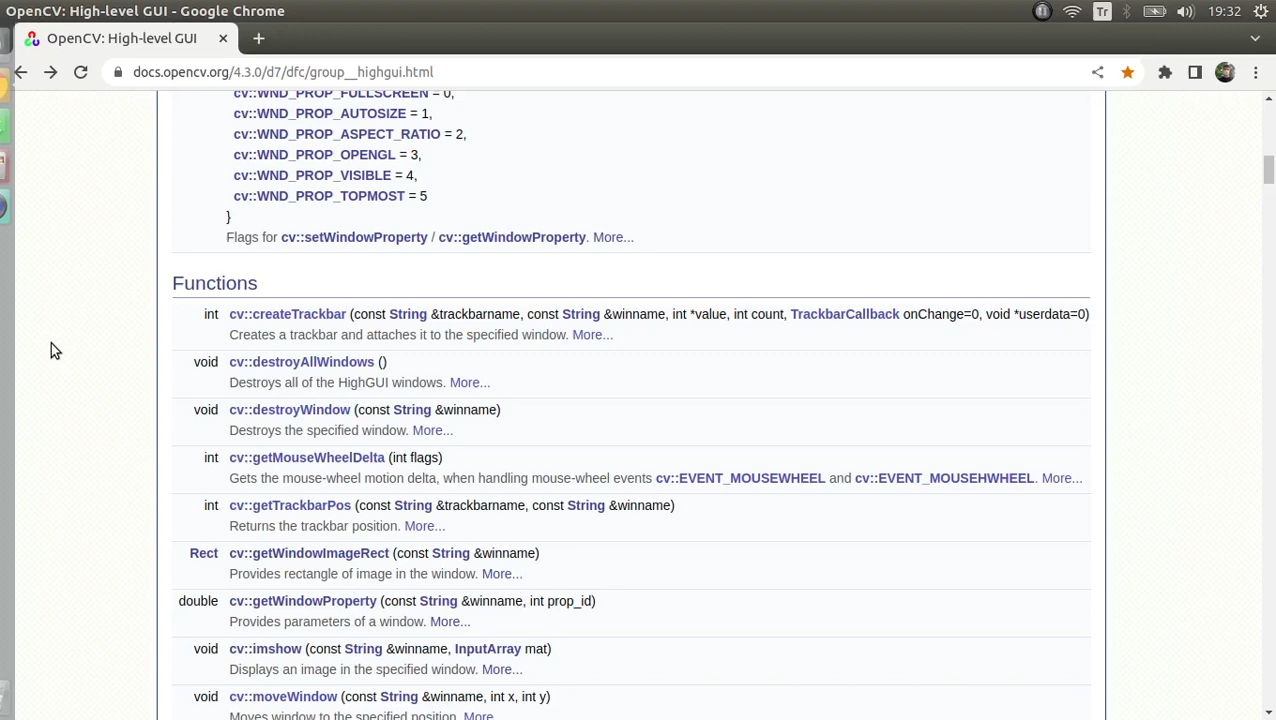 OpenCV: High-level GUI - Google Chrome
Tr
19:32
OpenCV: High-level GUI
docs.opencv.org/4.3.0/d7/dfc/group__highgui.html
cv::WND_PROP_FULLSCREEN = 0,
cv::WND_PROP_AUTOSIZE = 1,
cv::WND_PROP_ASPECT_RATIO = 2,
cv::WND_PROP_OPENGL = 3,
cv::WND_PROP_VISIBLE = 4,
cv::WND_PROP_TOPMOST = 5
}
Flags for cv::setWindowProperty / cv::getWindowProperty. More...
Functions
int cv::createTrackbar (const String &trackbarname, const String &winname, int *value, int count, TrackbarCallback onChange=0, void *userdata=0)
Creates a trackbar and attaches it to the specified window. More...
void cv::destroyAllWindows ()
Destroys all of the HighGUI windows. More...
void cv::destroyWindow (const String &winname)
Destroys the specified window. More...
int cv::getMouseWheelDelta (int flags)
Gets the mouse-wheel motion delta, when handling mouse-wheel events cv::EVENT_MOUSEWHEEL and cv::EVENT_MOUSEHWHEEL. More...
int cv::getTrackbarPos (const String &trackbarname, const String &winname)
Returns the trackbar position. More...
Rect cv::getWindowImageRect (const String &winname)
Provides rectangle of image in the window. More...
double cv::getWindowProperty (const String &winname, int prop_id)
Provides parameters of a window. More...
void cv::imshow (const String &winname, InputArray mat)
Displays an image in the specified window. More...
void cv::moveWindow (const String &winname, int x, int y)
Moves window to the specified position. More...